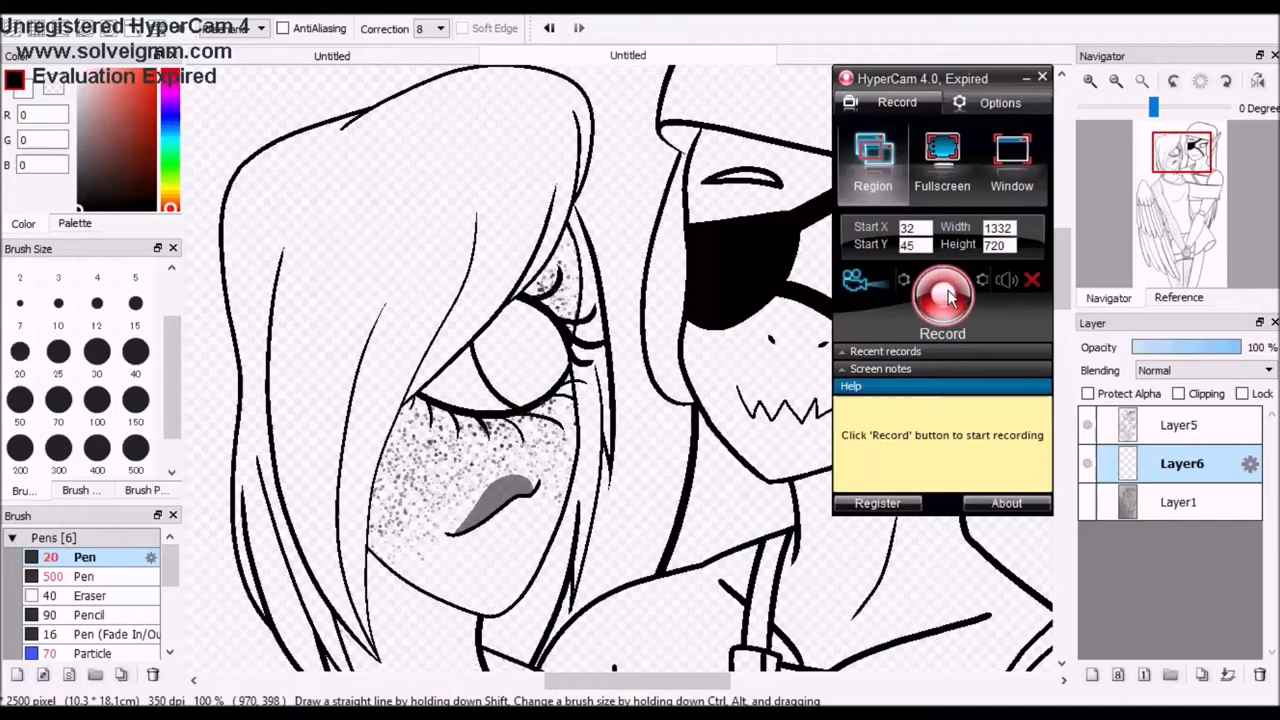 Unregistered HyperCam 4
www.solveigmm.com
Evaluation Expired
AntiAliasing
Correction 8
Soft Edge
Untitled
Untitled
R 0
G 0
B 0
Color
Palette
Brush Size
2 3 4 5
7 10 12 15
20 25 30 40
50 70 100 150
200 300 400 500
Bru... Brush ... Brush P...
Brush
Pens [6]
20 Pen
500 Pen
40 Eraser
90 Pencil
16 Pen (Fade In/Ou
70 Particle
HyperCam 4.0, Expired
Record
Options
Region
Fullscreen
Window
Start X 32 Width 1332
Start Y 45 Height 720
Record
Recent records
Screen notes
Help
Click 'Record' button to start recording
Register
About
Navigator
0 Degree
Navigator
Reference
Layer
Opacity 100 %
Blending Normal
Protect Alpha Clipping Lock
Layer5
Layer6
Layer1
* 2500 pixel (10.3 * 18.1cm) 350 dpi 100 % (970, 398) Draw a straight line by holding down Shift, Change a brush size by holding down Ctrl, Alt, and dragging